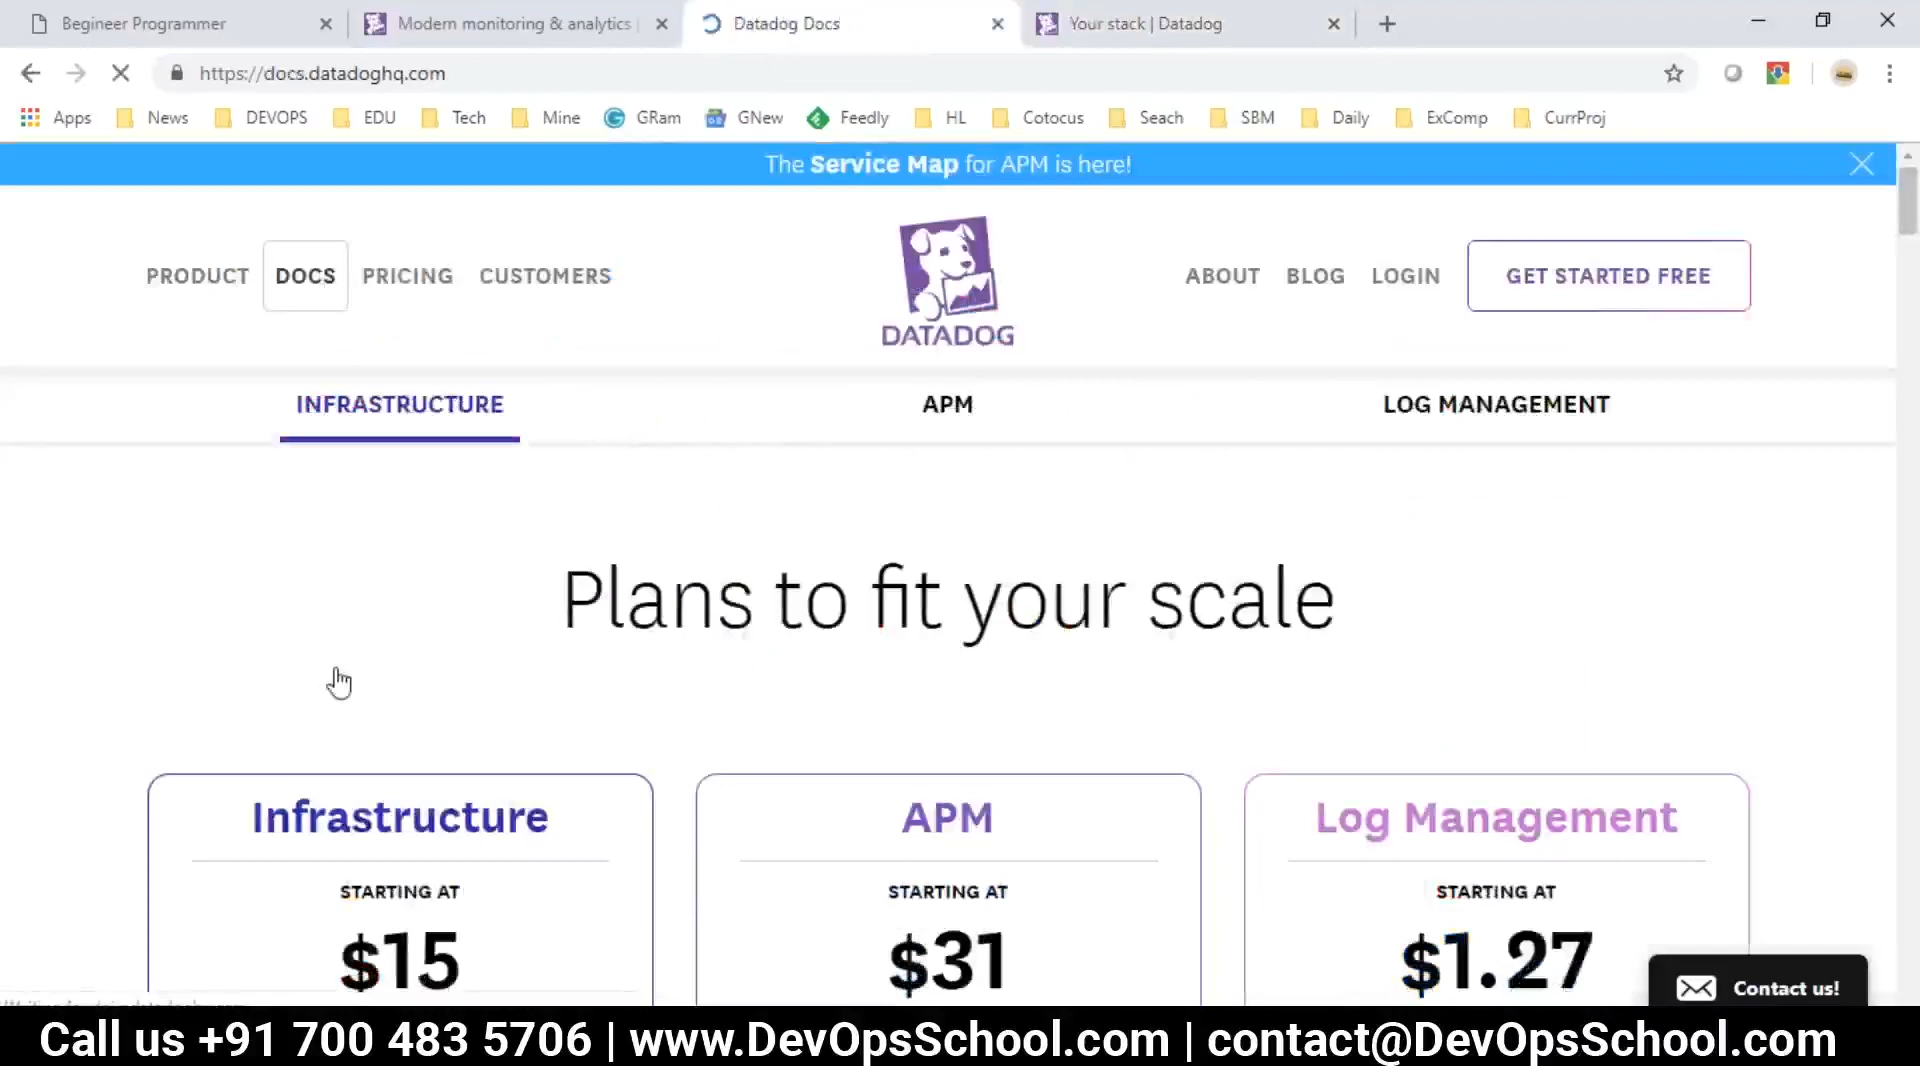 Begineer Programmer
Modern monitoring & analytics
Datadog Docs
Your stack | Datadog
https://docs.datadoghq.com
Apps News DEVOPS EDU Tech Mine GRam GNew Feedly HL Cotocus Seach SBM Daily ExComp CurrProj
The Service Map for APM is here!
PRODUCT DOCS PRICING CUSTOMERS
DATADOG
ABOUT BLOG LOGIN GET STARTED FREE
INFRASTRUCTURE APM LOG MANAGEMENT
Plans to fit your scale
Infrastructure
STARTING AT
$15
APM
STARTING AT
$31
Log Management
STARTING AT
$1.27
Contact us!
Call us +91 700 483 5706 | www.DevOpsSchool.com | contact@DevOpsSchool.com